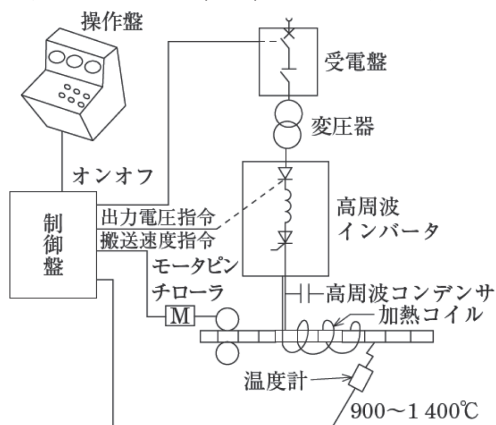 操作盤
受電盤
変圧器
オンオフ
制御盤
出力電圧指令
搬送速度指令
高周波
インバータ
モータピン
チローラ
M
高周波コンデンサ
加熱コイル
温度計
900〜1 400℃